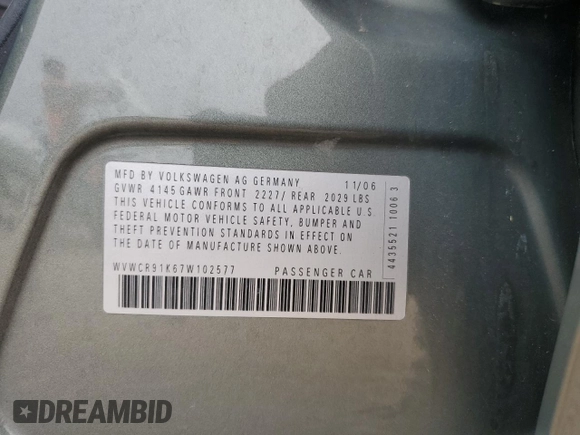 MFD BY VOLKSWAGEN AG GERMANY 11/06
GVWR 4145 GAWR FRONT 2227/ REAR 2029 LBS
THIS VEHICLE CONFORMS TO ALL APPLICABLE U.S.
FEDERAL MOTOR VEHICLE SAFETY, BUMPER AND
THEFT PREVENTION STANDARDS IN EFFECT ON
THE DATE OF MANUFACTURE SHOWN ABOVE.
WVWCR91K67W102577 PASSENGER CAR
4435521 1006 3
DREAMBID